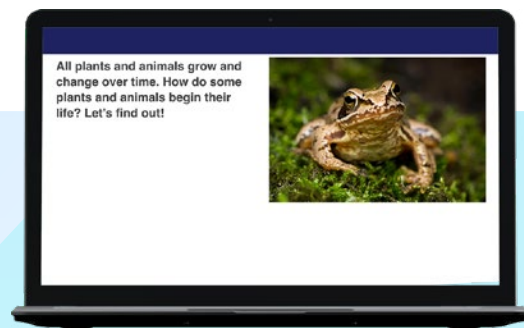 All plants and animals grow and
change over time. How do some
plants and animals begin their
life? Let's find out!